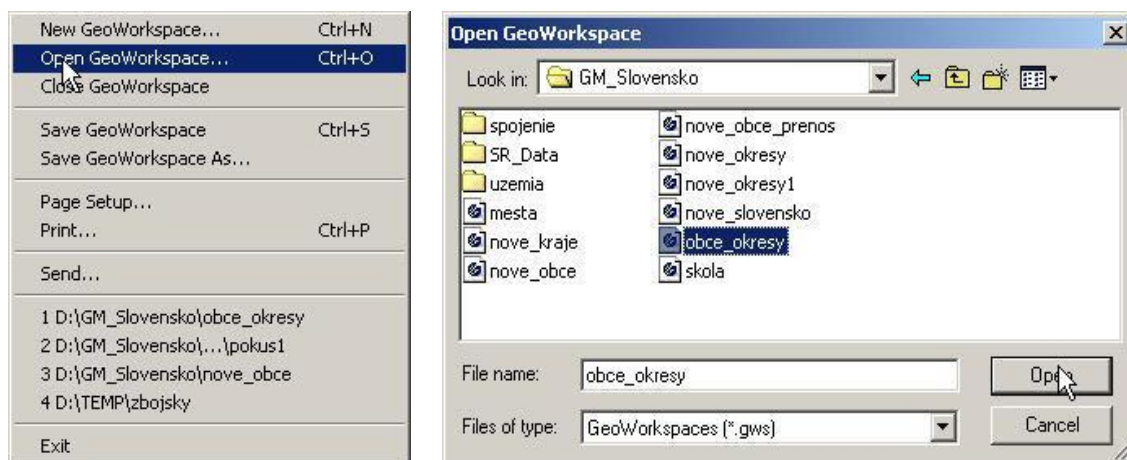 New GeoWorkspace... Ctrl+N
Open GeoWorkspace... Ctrl+O
Close GeoWorkspace
Save GeoWorkspace Ctrl+S
Save GeoWorkspace As...
Page Setup...
Print... Ctrl+P
Send...
1 D:\GM_Slovensko\obce_okresy
2 D:\GM_Slovensko\...\pokus1
3 D:\GM_Slovensko\nove_obce
4 D:\TEMP\zbojsky
Exit
Open GeoWorkspace
Look in: GM_Slovensko
spojenie
SR_Data
uzemia
mesta
nove_kraje
nove_obce
nove_obce_prenos
nove_okresy
nove_okresy1
nove_slovensko
obce_okresy
skola
File name: obce_okresy Open
Files of type: GeoWorkspaces (*.gws) Cancel